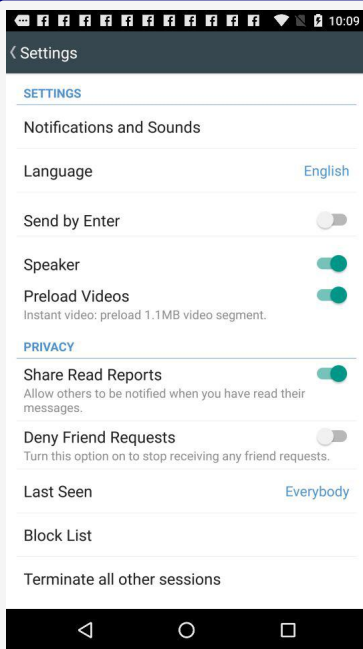 10:09
Settings
SETTINGS
Notifications and Sounds
Language English
Send by Enter
Speaker
Preload Videos
Instant video: preload 1.1MB video segment.
PRIVACY
Share Read Reports
Allow others to be notified when you have read their
messages.
Deny Friend Requests
Turn this option on to stop receiving any friend requests.
Last Seen Everybody
Block List
Terminate all other sessions